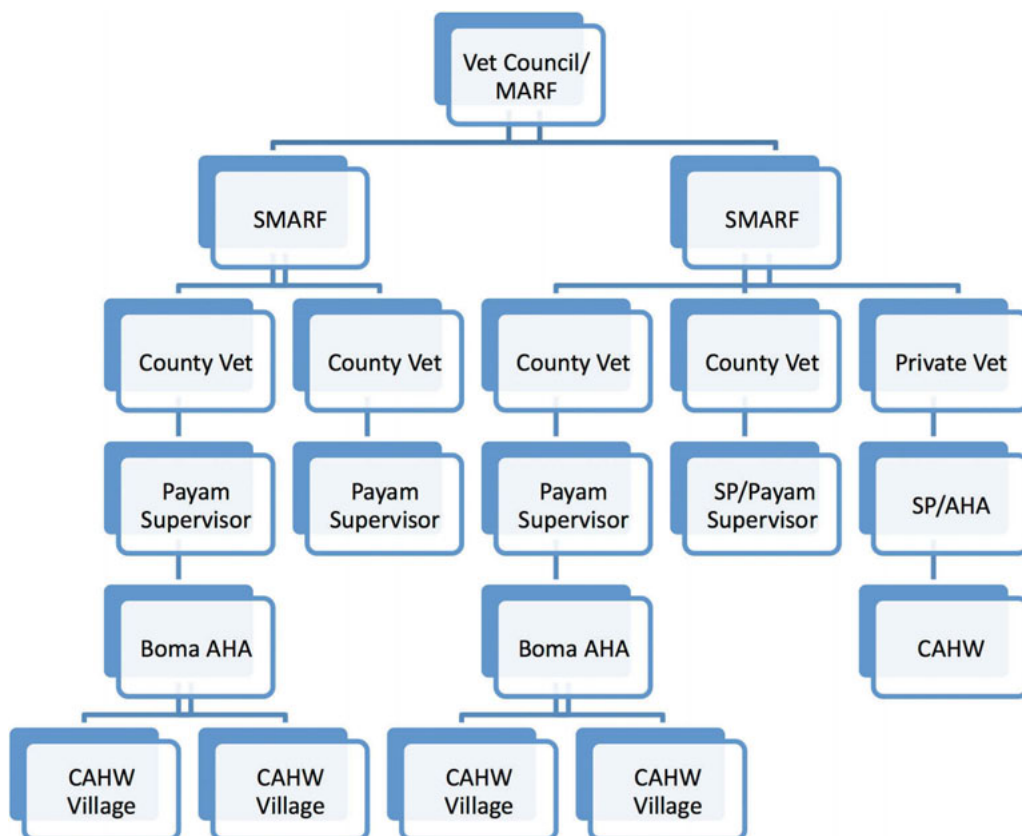 Vet Council/
MARF
SMARF
SMARF
County Vet
County Vet
County Vet
County Vet
Private Vet
Payam
Supervisor
Payam
Supervisor
Payam
Supervisor
SP/Payam
Supervisor
SP/AHA
Boma AHA
Boma AHA
CAHW
CAHW
Village
CAHW
Village
CAHW
Village
CAHW
Village